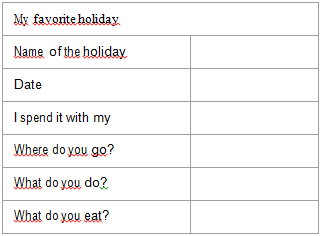 My favorite holiday
Name of the holiday
Date
I spend it with my
Where do you go?
What do you do?
What do you eat?